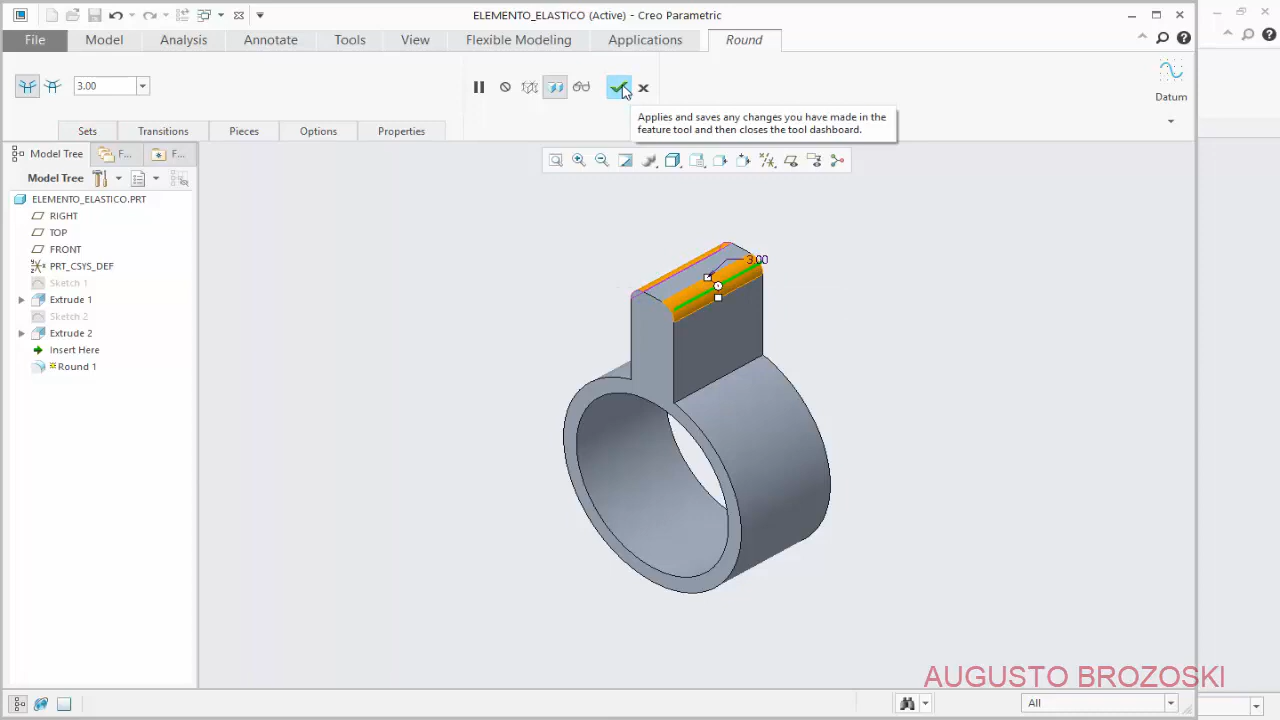 ELEMENTO_ELASTICO (Active) - Creo Parametric
File
Model
Analysis
Annotate
Tools
View
Flexible Modeling
Applications
Round
3.00
Datum
Applies and saves any changes you have made in the
feature tool and then closes the tool dashboard.
Sets
Transitions
Pieces
Options
Properties
Model Tree
F...
F...
Model Tree
ELEMENTO_ELASTICO.PRT
RIGHT
TOP
FRONT
PRT_CSYS_DEF
Sketch 1
Extrude 1
Sketch 2
Extrude 2
Insert Here
Round 1
3.00
AUGUSTO BROZOSKI
All